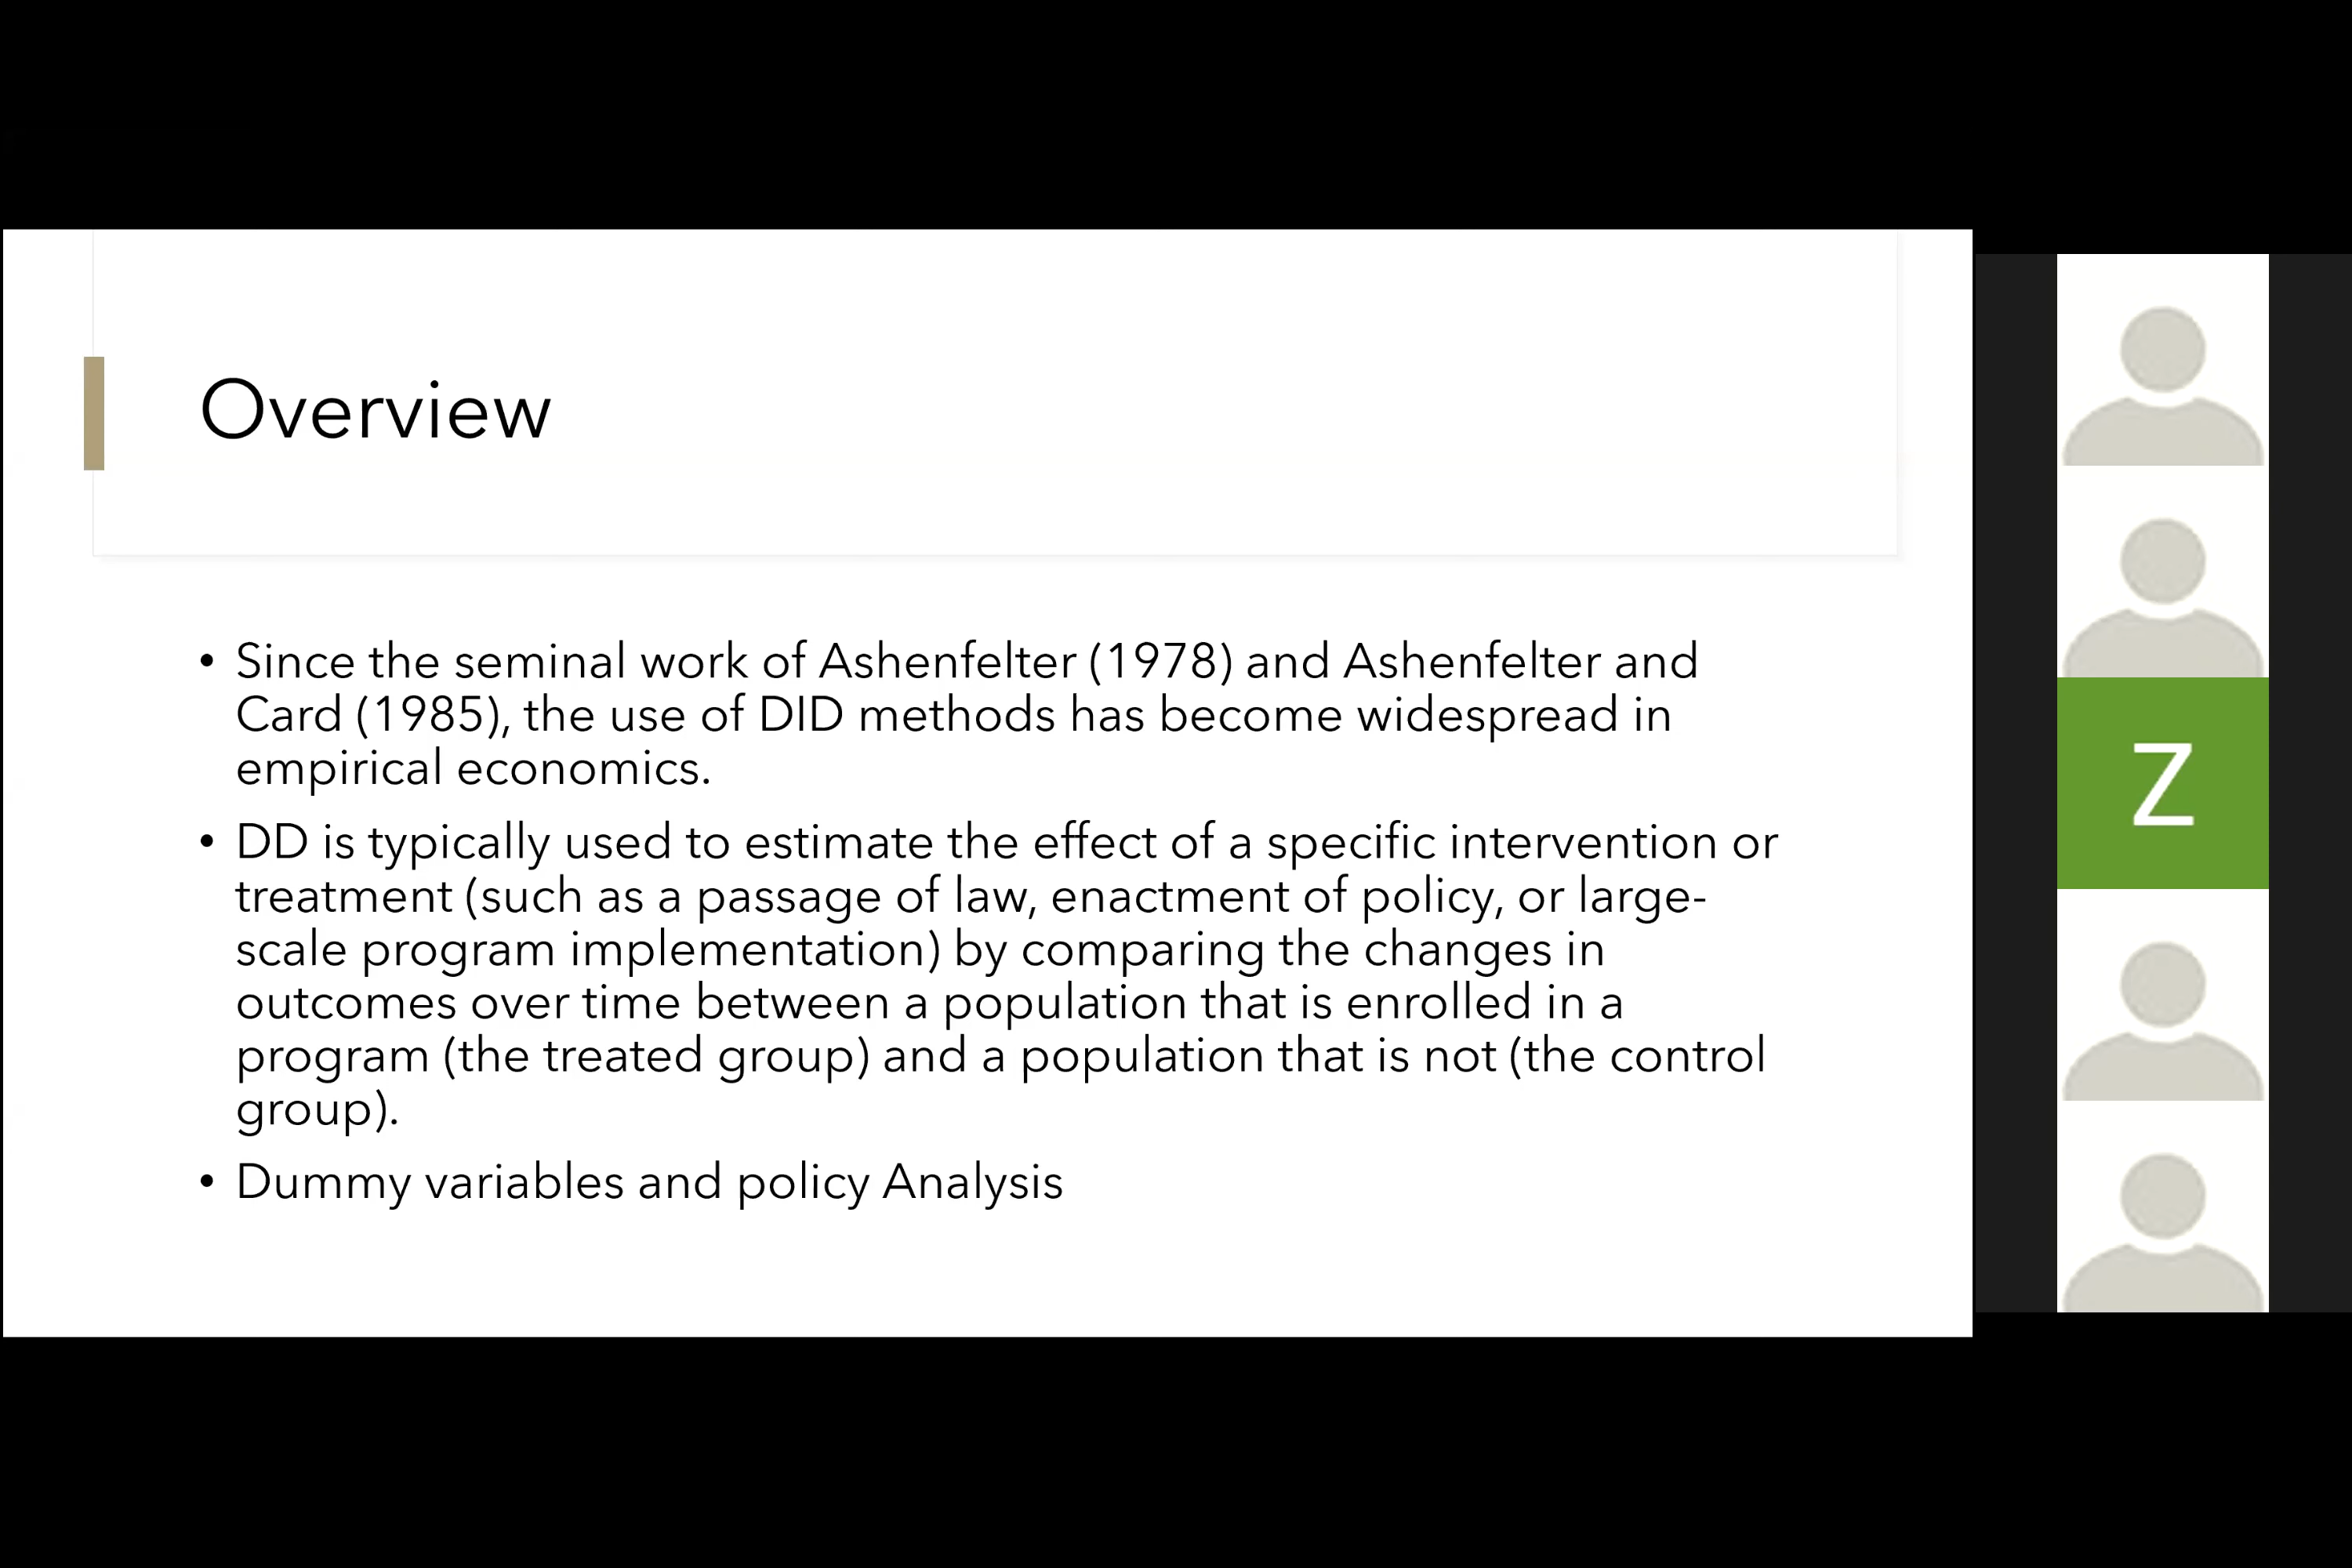 Overview
• Since the seminal work of Ashenfelter (1978) and Ashenfelter and
Card (1985), the use of DID methods has become widespread in
empirical economics.
• DD is typically used to estimate the effect of a specific intervention or
treatment (such as a passage of law, enactment of policy, or large-
scale program implementation) by comparing the changes in
outcomes over time between a population that is enrolled in a
program (the treated group) and a population that is not (the control
group).
• Dummy variables and policy Analysis
Z